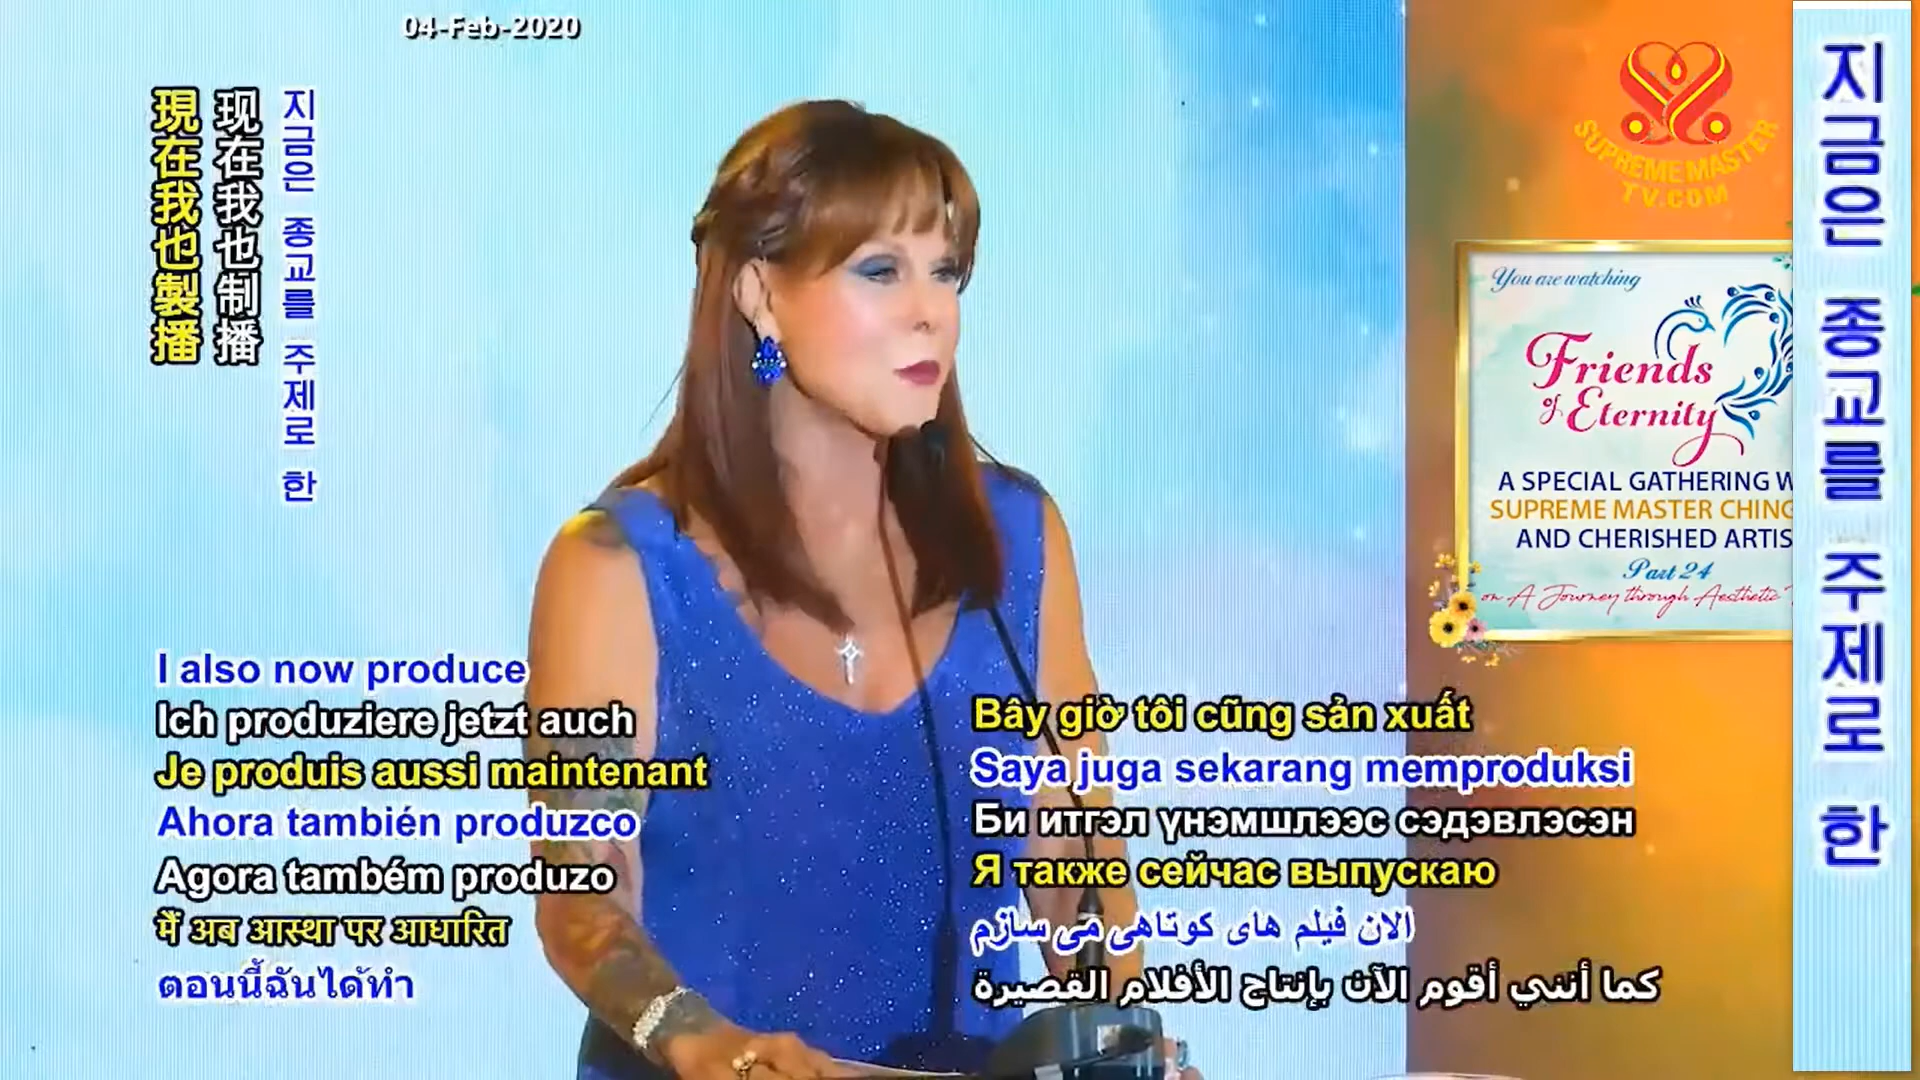 04-Feb-2020
現在我也製播
现在我也制播
지금은 종교를 주제로 한
I also now produce
Ich produziere jetzt auch
Je produis aussi maintenant
Ahora también produzco
Agora também produzo
मैं अब आस्था पर आधारित
ตอนนี้ฉันได้ทำ
Bây giờ tôi cũng sản xuất
Saya juga sekarang memproduksi
Би итгэл үнэмшлээс сэдэвлэсэн
Я также сейчас выпускаю
الان فیلم های کوتاهی می سازم
كما أنني أقوم الآن بإنتاج الأفلام القصيرة
SUPREME MASTER
TV.COM
You are watching
Friends
of Eternity
A SPECIAL GATHERING
SUPREME MASTER CHING
AND CHERISHED
Part 24
on A Journey through Aesthetic
지금은 종교를 주제로 한